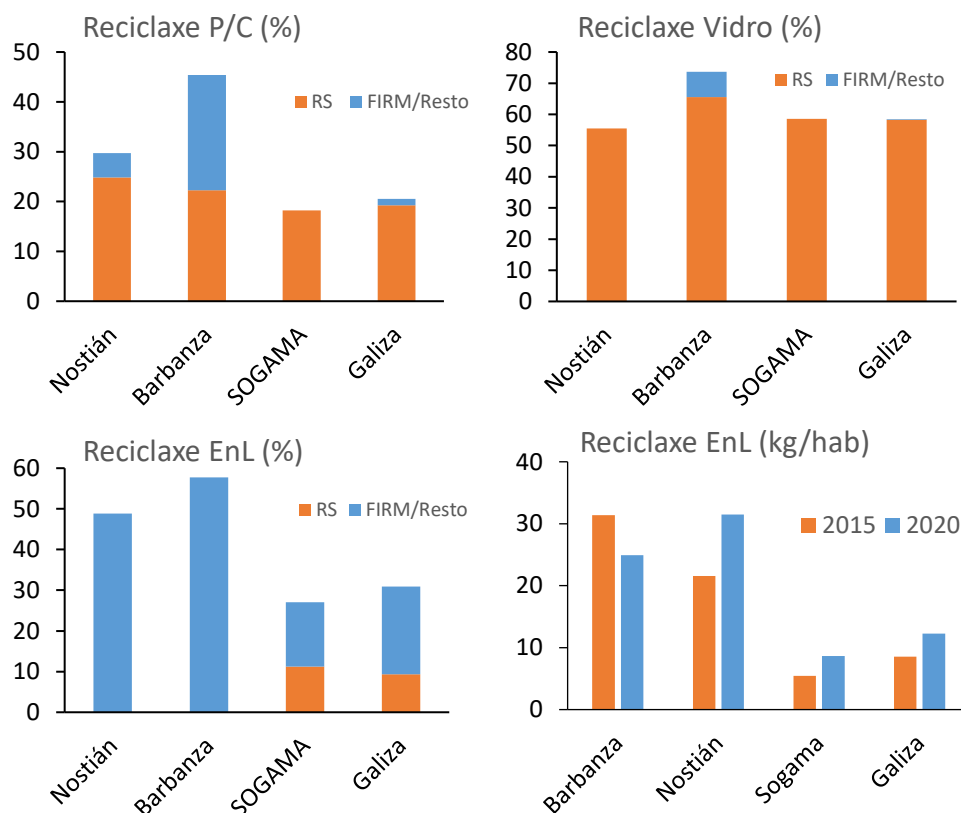 Reciclaxe P/C (%)
50
40
30
20
10
0
RS FIRM/Resto
Nostián
Barbanza
SOGAMA
Galiza
Reciclaxe Vidro (%)
80
70
60
50
40
30
20
10
0
RS FIRM/Resto
Nostián
Barbanza
SOGAMA
Galiza
Reciclaxe EnL (%)
60
50
40
30
20
10
0
RS FIRM/Resto
Nostián
Barbanza
SOGAMA
Galiza
Reciclaxe EnL (kg/hab)
40
30
20
10
0
2015 2020
Barbanza
Nostián
Sogama
Galiza